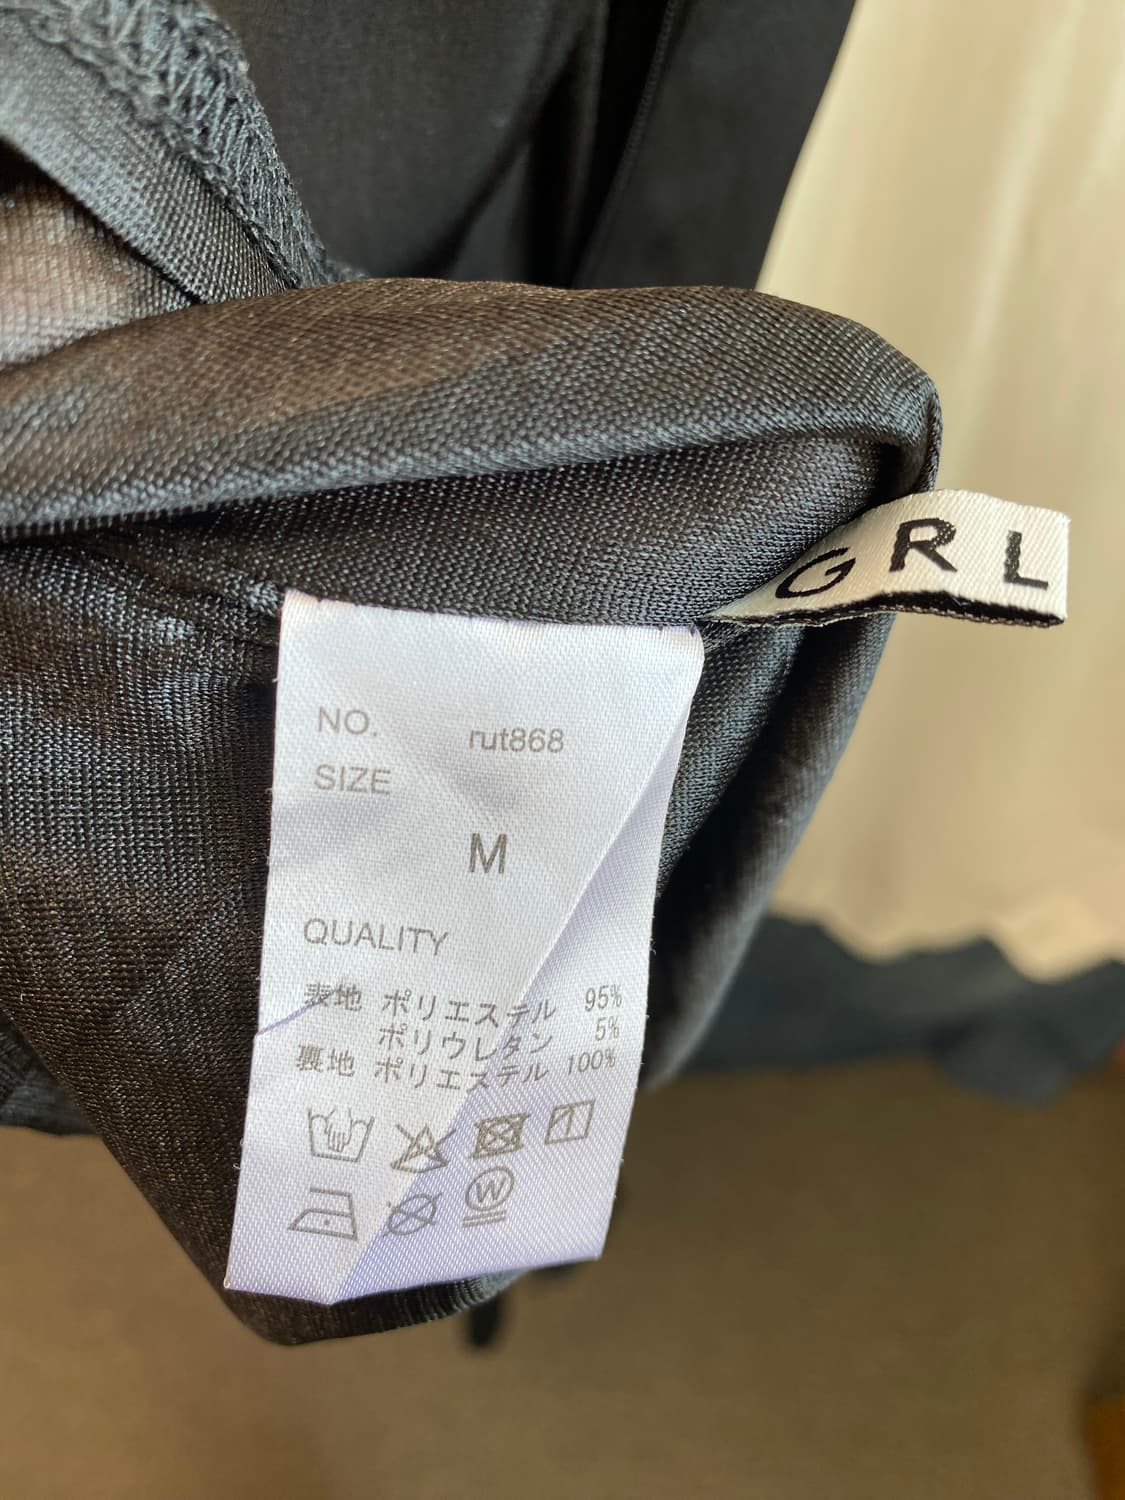 GRL
NO. rut868
SIZE
M
QUALITY
表地 ポリエステル 95%
ポリウレタン 5%
裏地 ポリエステル 100%
W